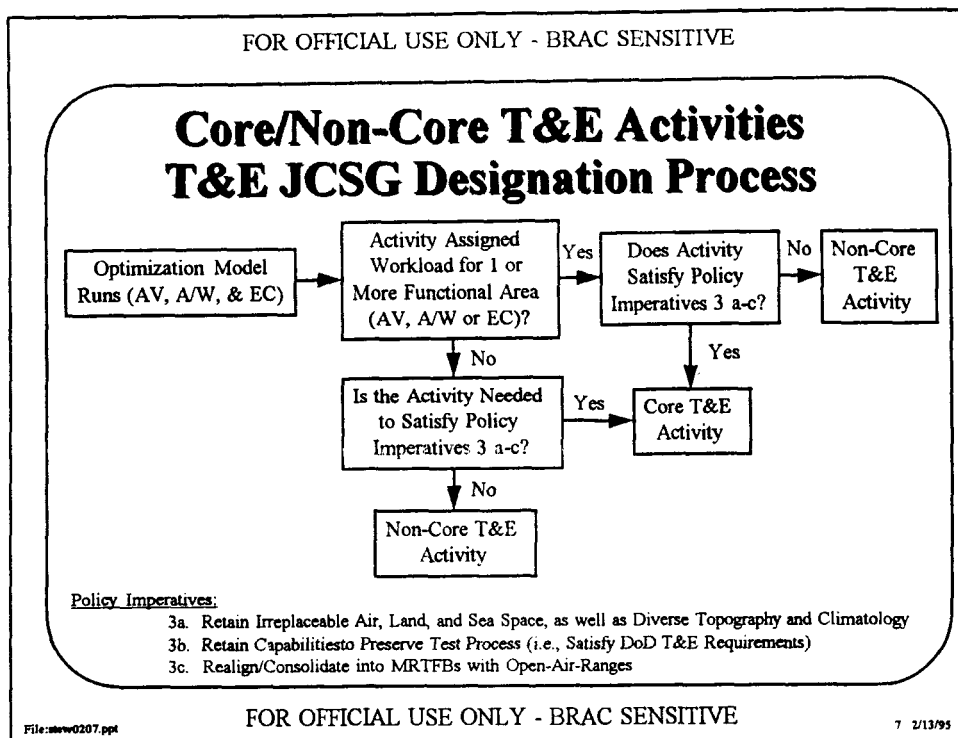 FOR OFFICIAL USE ONLY - BRAC SENSITIVE
Core/Non-Core T&E Activities
T&E JCSG Designation Process
Optimization Model
Runs (AV, A/W, & EC)
Activity Assigned
Workload for 1 or
More Functional Area
(AV, A/W or EC)?
Yes
Does Activity
Satisfy Policy
Imperatives 3 a-c?
No
Non-Core
T&E
Activity
No
Yes
Is the Activity Needed
to Satisfy Policy
Imperatives 3 a-c?
Yes
Core T&E
Activity
No
Non-Core T&E
Activity
Policy Imperatives:
3a. Retain Irreplaceable Air, Land, and Sea Space, as well as Diverse Topography and Climatology
3b. Retain Capabilitiesto Preserve Test Process (i.e., Satisfy DoD T&E Requirements)
3c. Realign/Consolidate into MRTFBs with Open-Air-Ranges
File:stew0207.ppt
FOR OFFICIAL USE ONLY - BRAC SENSITIVE
7 2/13/95